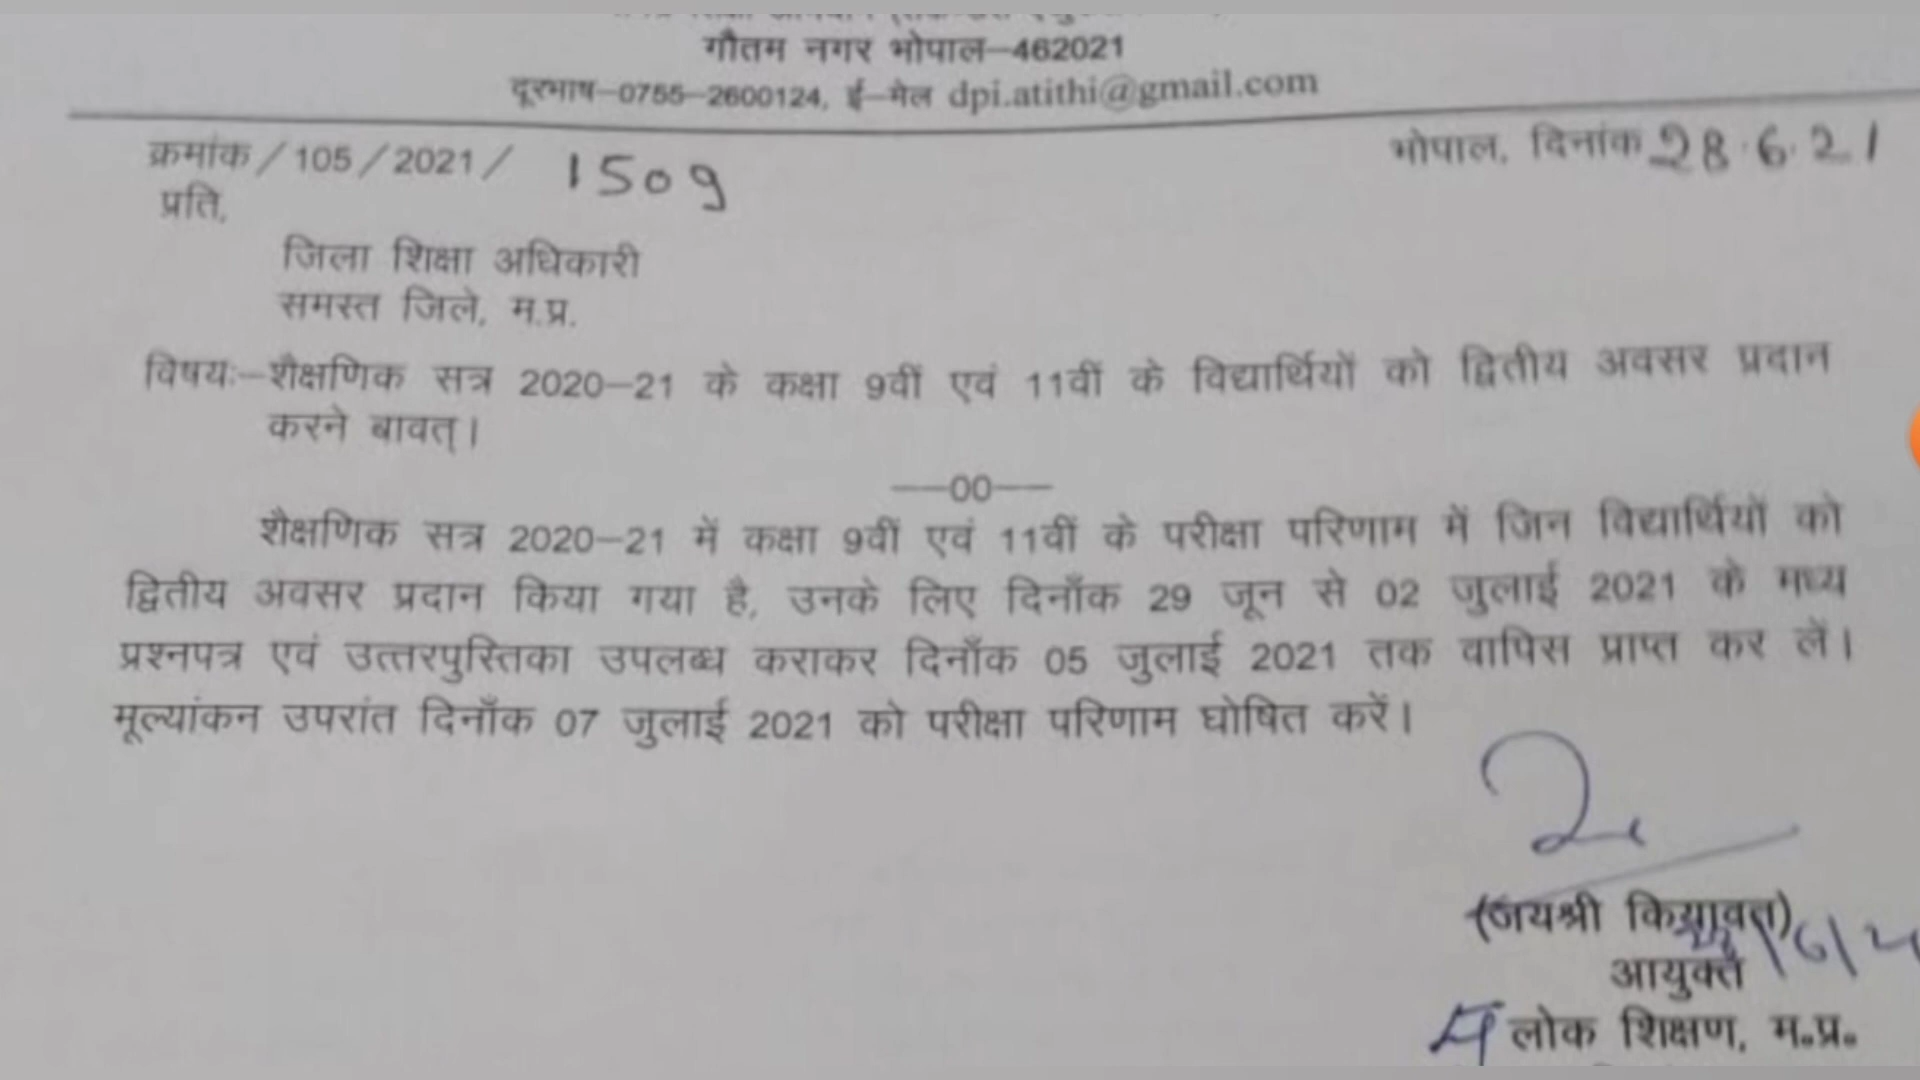 गौतम नगर भोपाल–462021
दूरभाष–0755–2600124, ई–मेल dpi.atithi@gmail.com
क्रमांक / 105 / 2021 / 1509
भोपाल, दिनांक 28.6.21
प्रति,
जिला शिक्षा अधिकारी
समस्त जिले, म.प्र.
विषयः–शैक्षणिक सत्र 2020–21 के कक्षा 9वीं एवं 11वीं के विद्यार्थियों को द्वितीय अवसर प्रदान
करने बावत्।
—00—
शैक्षणिक सत्र 2020–21 में कक्षा 9वीं एवं 11वीं के परीक्षा परिणाम में जिन विद्यार्थियों को
द्वितीय अवसर प्रदान किया गया है, उनके लिए दिनाँक 29 जून से 02 जुलाई 2021 के मध्य
प्रश्नपत्र एवं उत्तरपुस्तिका उपलब्ध कराकर दिनाँक 05 जुलाई 2021 तक वापिस प्राप्त कर लें।
मूल्यांकन उपरांत दिनाँक 07 जुलाई 2021 को परीक्षा परिणाम घोषित करें।
(जयश्री कियावत)
आयुक्त
लोक शिक्षण, म.प्र.